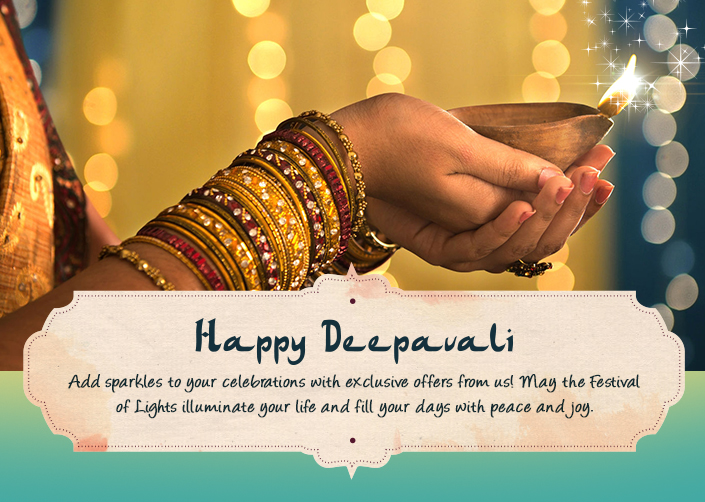 Happy Deepavali
Add sparkles to your celebrations with exclusive offers from us! May the Festival
of Lights illuminate your life and fill your days with peace and joy.